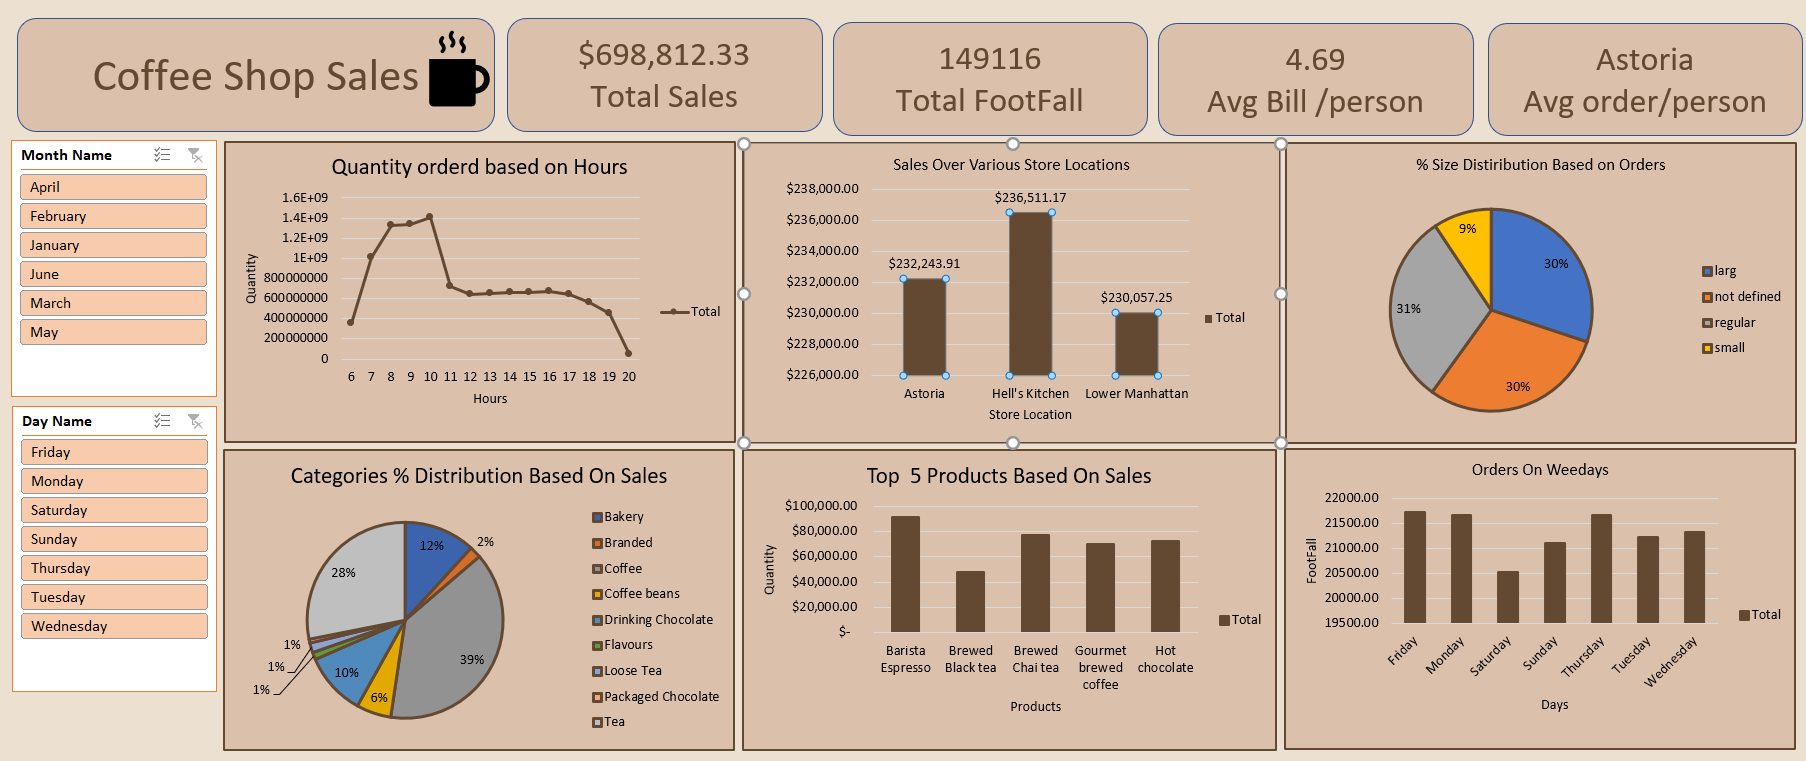 Coffee Shop Sales
$698,812.33
Total Sales
149116
Total FootFall
4.69
Avg Bill /person
Astoria
Avg order/person
Month Name
April
February
January
June
March
May
Day Name
Friday
Monday
Saturday
Sunday
Thursday
Tuesday
Wednesday
Quantity orderd based on Hours
1.6E+09
1.4E+09
1.2E+09
1E+09
800000000
600000000
400000000
200000000
0
Quantity
6 7 8 9 10 11 12 13 14 15 16 17 18 19 20
Hours
Total
Sales Over Various Store Locations
$238,000.00
$236,000.00
$234,000.00
$232,000.00
$230,000.00
$228,000.00
$226,000.00
$232,243.91
$236,511.17
$230,057.25
Astoria Hell's Kitchen Lower Manhattan
Store Location
Total
% Size Distiribution Based on Orders
9%
30%
31%
30%
larg
not defined
regular
small
Categories % Distribution Based On Sales
12%
2%
28%
39%
1%
1%
1%
10%
6%
Bakery
Branded
Coffee
Coffee beans
Drinking Chocolate
Flavours
Loose Tea
Packaged Chocolate
Tea
Top 5 Products Based On Sales
$100,000.00
$80,000.00
$60,000.00
$40,000.00
$20,000.00
$-
Quantity
Barista Espresso
Brewed Black tea
Brewed Chai tea
Gourmet brewed coffee
Hot chocolate
Products
Total
Orders On Weedays
22000.00
21500.00
21000.00
20500.00
20000.00
19500.00
FootFall
Friday
Monday
Saturday
Sunday
Thursday
Tuesday
Wednesday
Days
Total